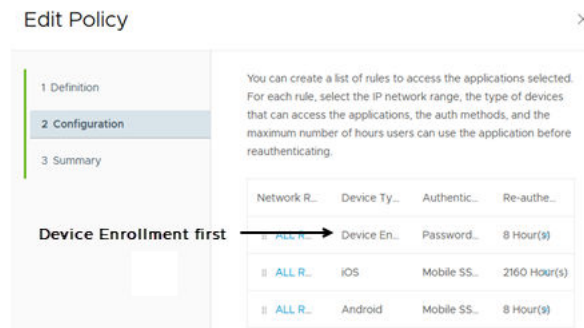 Edit Policy
1 Definition
2 Configuration
3 Summary
You can create a list of rules to access the applications selected.
For each rule, select the IP network range, the type of devices
that can access the applications, the auth methods, and the
maximum number of hours users can use the application before
reauthenticating.
Network R... Device Ty... Authentic... Re-authe...
Device Enrollment first ALL R... Device En... Password... 8 Hour(s)
ALL R... iOS Mobile SS... 2160 Hour(s)
ALL R... Android Mobile SS... 8 Hour(s)